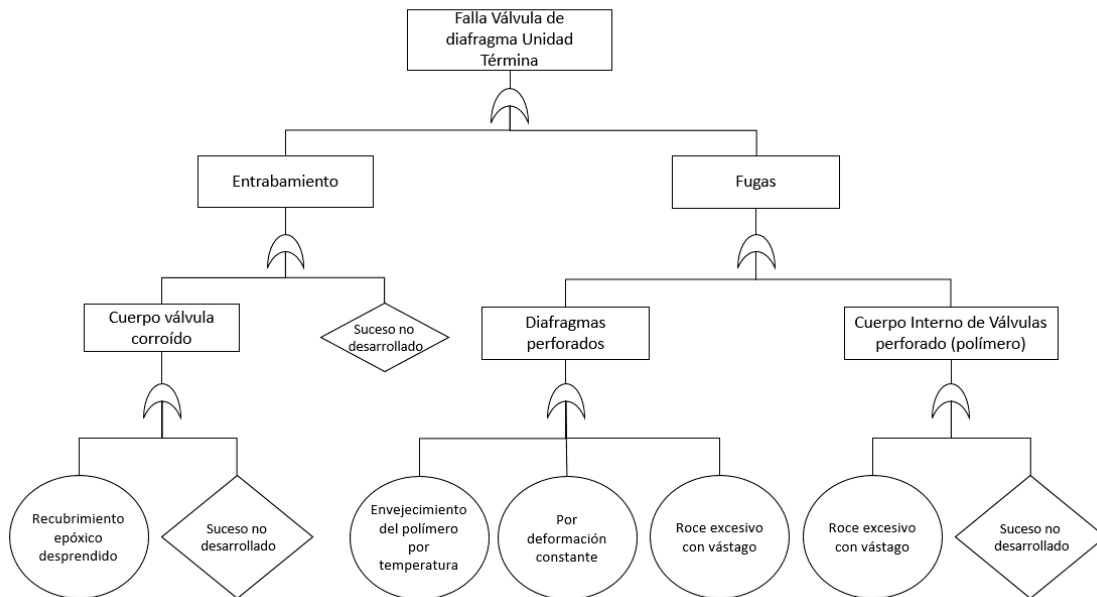 Falla Válvula de
diafragma Unidad
Términa
Entrabamiento
Fugas
Cuerpo válvula
corroído
Suceso no
desarrollado
Diafragmas
perforados
Cuerpo Interno de Válvulas
perforado (polímero)
Recubrimiento
epóxico
desprendido
Suceso no
desarrollado
Envejecimiento
del polímero
por
temperatura
Por
deformación
constante
Roce excesivo
con vástago
Roce excesivo
con vástago
Suceso no
desarrollado